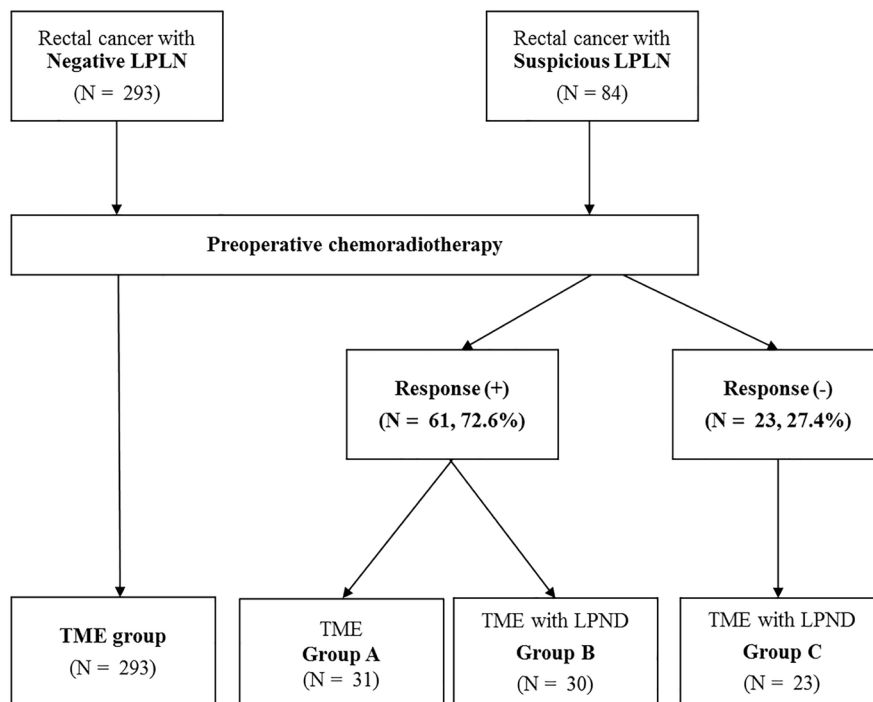 Rectal cancer with
Negative LPLN
(N = 293)
Rectal cancer with
Suspicious LPLN
(N = 84)
Preoperative chemoradiotherapy
Response (+)
(N = 61, 72.6%)
Response (-)
(N = 23, 27.4%)
TME group
(N = 293)
TME
Group A
(N = 31)
TME with LPND
Group B
(N = 30)
TME with LPND
Group C
(N = 23)